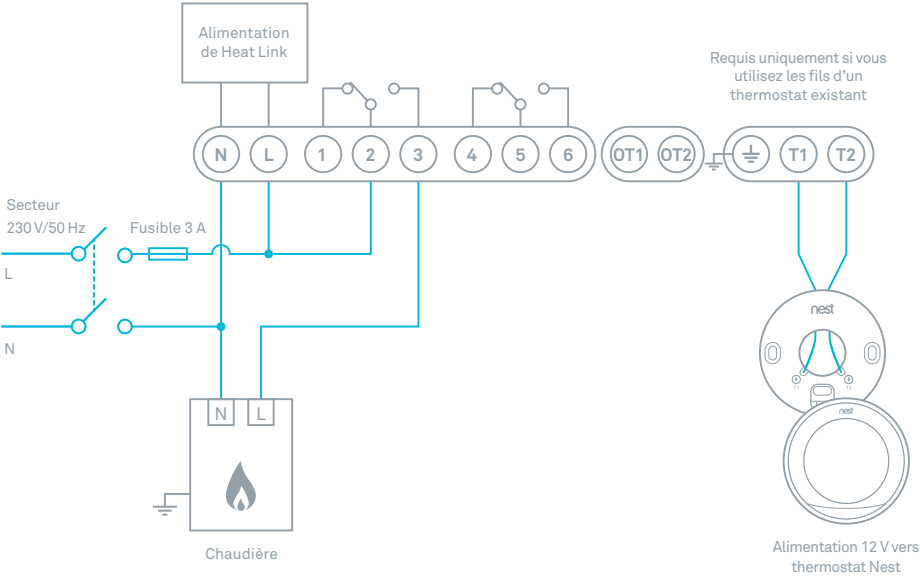 Alimentation
de Heat Link
Requis uniquement si vous
utilisez les fils d'un
thermostat existant
N L 1 2 3 4 5 6 OT1 OT2 T1 T2
Secteur
230 V/50 Hz
Fusible 3 A
L
N
nest
T1 T2
nest
N L
Chaudière
Alimentation 12 V vers
thermostat Nest